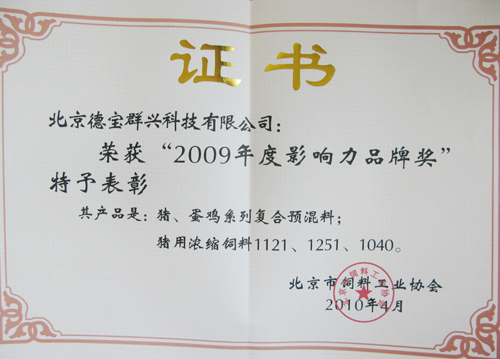 证书
北京德宝群兴科技有限公司：
荣获“2009年度影响力品牌奖”
特予表彰
其产品是：猪、蛋鸡系列复合预混料；
猪用浓缩饲料1121、1251、1040。
北京市饲料工业协会
2010年4月